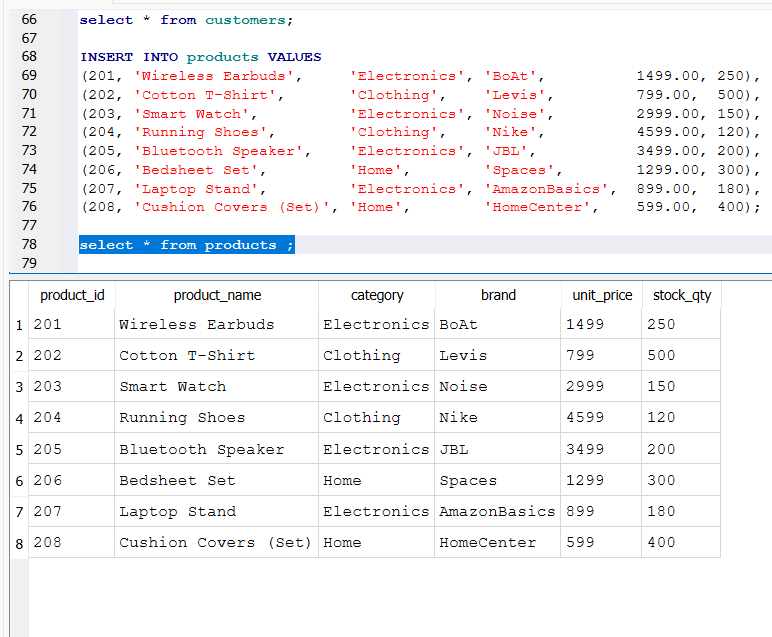 66 select * from customers;
67
68 INSERT INTO products VALUES
69 (201, 'Wireless Earbuds', 'Electronics', 'BoAt', 1499.00, 250),
70 (202, 'Cotton T-Shirt', 'Clothing', 'Levis', 799.00, 500),
71 (203, 'Smart Watch', 'Electronics', 'Noise', 2999.00, 150),
72 (204, 'Running Shoes', 'Clothing', 'Nike', 4599.00, 120),
73 (205, 'Bluetooth Speaker', 'Electronics', 'JBL', 3499.00, 200),
74 (206, 'Bedsheet Set', 'Home', 'Spaces', 1299.00, 300),
75 (207, 'Laptop Stand', 'Electronics', 'AmazonBasics', 899.00, 180),
76 (208, 'Cushion Covers (Set)', 'Home', 'HomeCenter', 599.00, 400);
77
78 select * from products ;
79
product_id product_name category brand unit_price stock_qty
1 201 Wireless Earbuds Electronics BoAt 1499 250
2 202 Cotton T-Shirt Clothing Levis 799 500
3 203 Smart Watch Electronics Noise 2999 150
4 204 Running Shoes Clothing Nike 4599 120
5 205 Bluetooth Speaker Electronics JBL 3499 200
6 206 Bedsheet Set Home Spaces 1299 300
7 207 Laptop Stand Electronics AmazonBasics 899 180
8 208 Cushion Covers (Set) Home HomeCenter 599 400